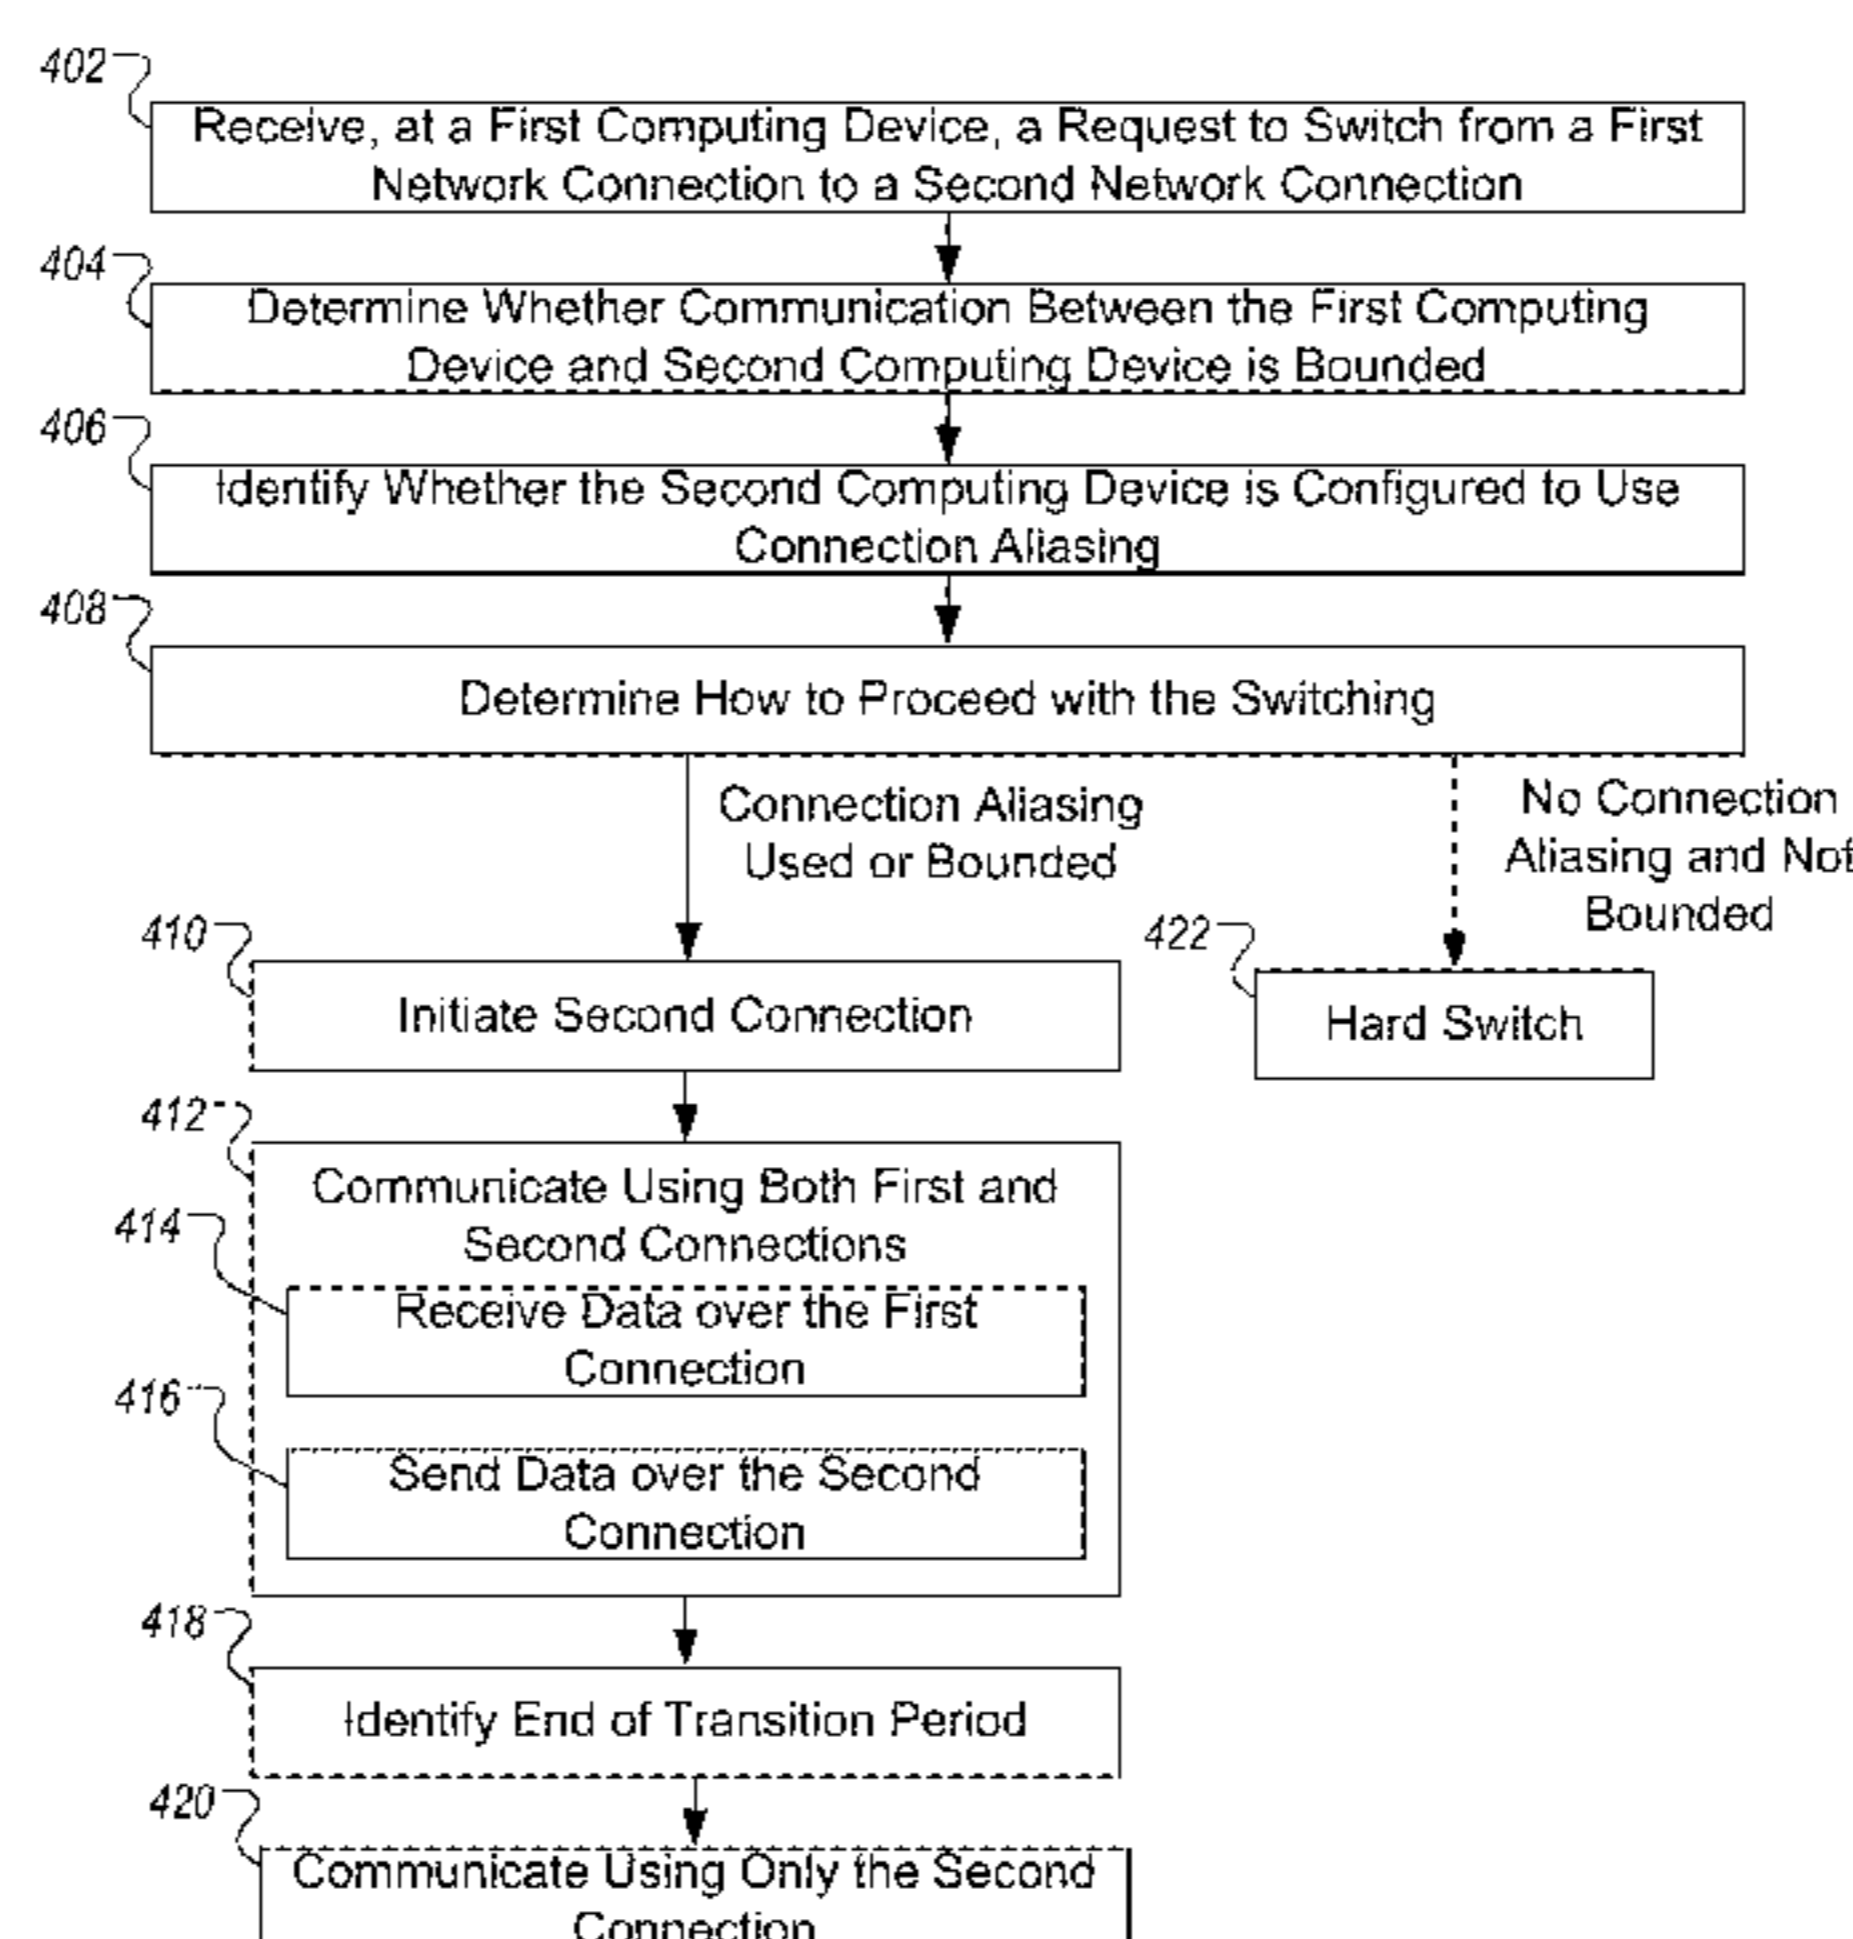 402
Receive, at a First Computing Device, a Request to Switch from a First
Network Connection to a Second Network Connection
404
Determine Whether Communication Between the First Computing
Device and Second Computing Device is Bounded
406
Identify Whether the Second Computing Device is Configured to Use
Connection Aliasing
408
Determine How to Proceed with the Switching
Connection Aliasing
Used or Bounded
No Connection
Aliasing and Not
Bounded
410
Initiate Second Connection
422
Hard Switch
412
Communicate Using Both First and
Second Connections
414
Receive Data over the First
Connection
416
Send Data over the Second
Connection
418
Identify End of Transition Period
420
Communicate Using Only the Second
Connection